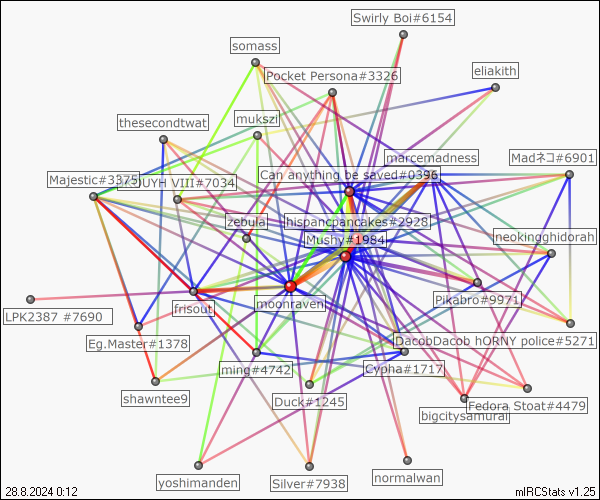 Swirly Boi#6154
somass
Pocket Persona#3326
eliakith
mukszi
thesecondtwat
marcemadness
Madネコ#6901
Can anything be saved#0396
Majestic#3375
UYH VIII#7034
zebula
hispancpancakes#2928
Mushy#1984
neokingghidorah
Pikabro#9971
moonraven
frisout
LPK2387 #7690
Eg.Master#1378
DacobDacob hORNY police#5271
ming#4742
Cypha#1717
shawntee9
Duck#1245
Fedora Stoat#4479
bigcitysamurai
yoshimanden
Silver#7938
normalwan
28.8.2024 0:12
mIRCStats v1.25